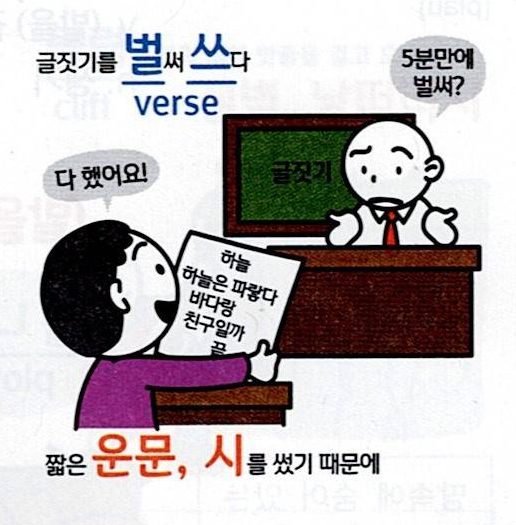 글짓기를 벌써 쓰다
verse
5분만에
벌써?
글짓기
다 했어요!
하늘
하늘은 파랗다
바다랑
친구일까
끝
짧은 운문, 시를 썼기 때문에